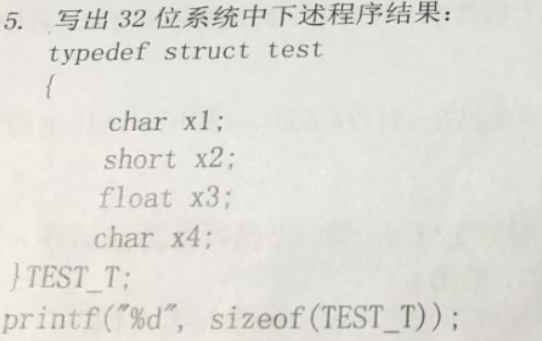 5. 写出 32 位系统中下述程序结果：
typedef struct test
{
char x1;
short x2;
float x3;
char x4;
}TEST_T;
printf("%d", sizeof(TEST_T));